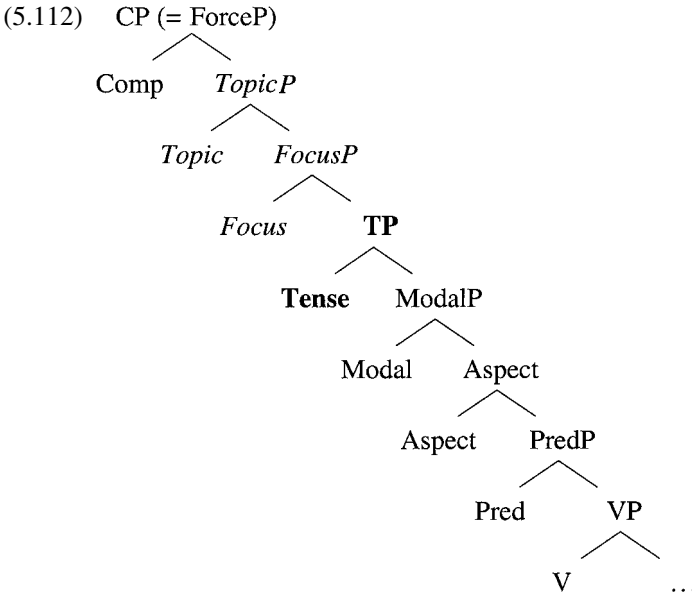 (5.112) CP (= ForceP)
Comp TopicP
Topic FocusP
Focus TP
Tense ModalP
Modal Aspect
Aspect PredP
Pred VP
V ...